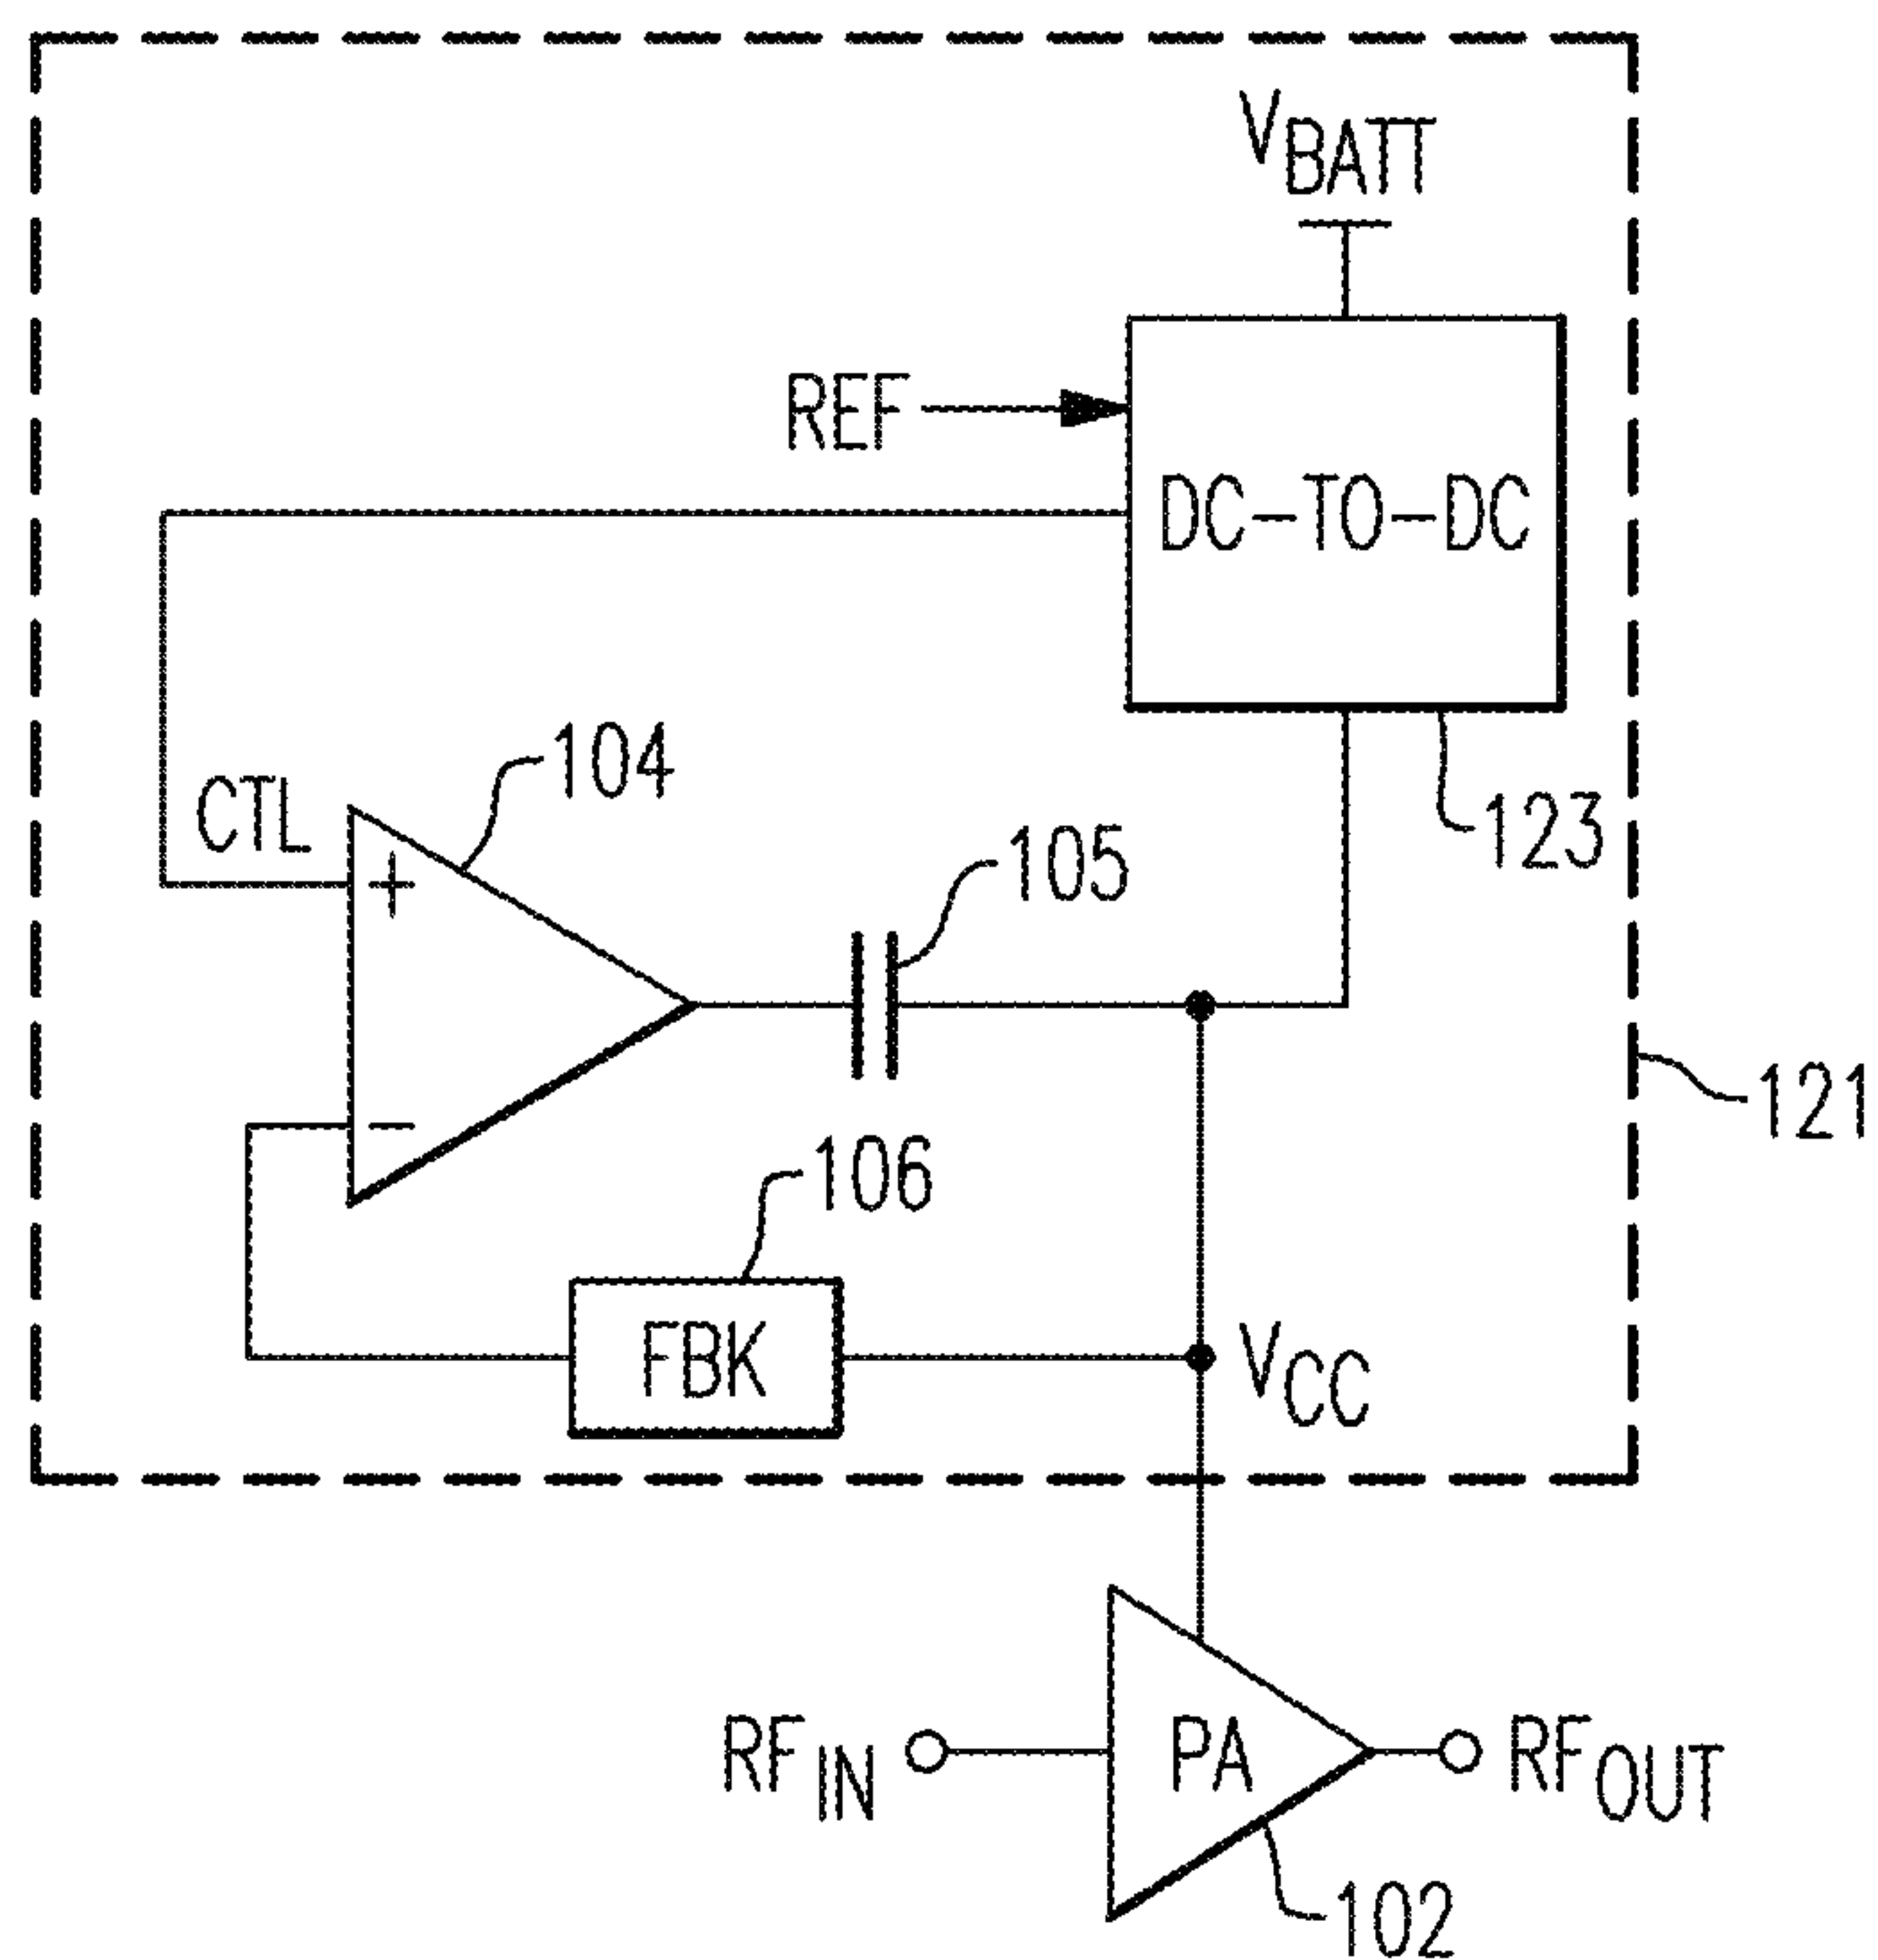 VBATT
REF
DC-TO-DC
104
CTL
123
105
+
121
−
106
FBK
VCC
RFIN
PA
RFOUT
102